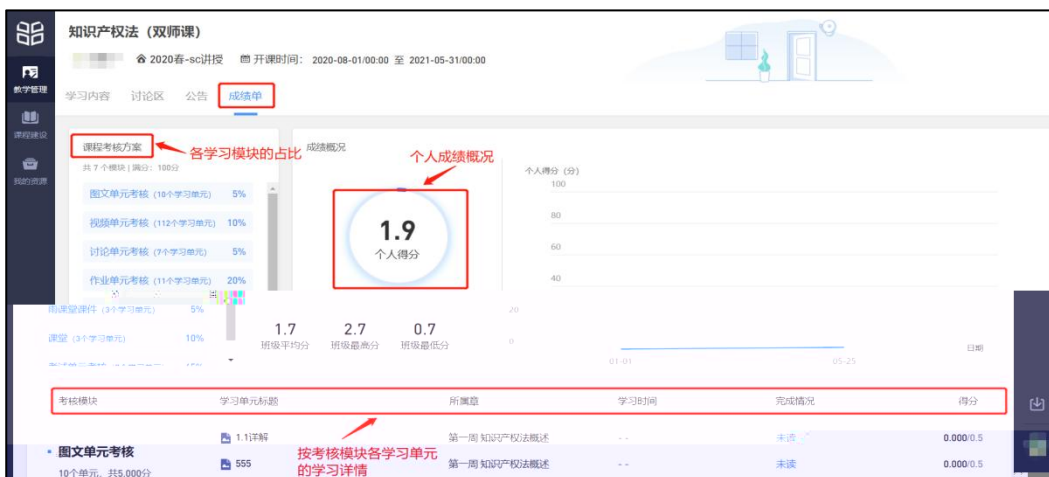 知识产权法（双师课）
2020春-sc讲授 开课时间： 2020-08-01/00:00 至 2021-05-31/00:00
教学管理
课程建设
我的资源
学习内容 讨论区 公告 成绩单
课程考核方案
各学习模块的占比
共 7 个模块 | 满分：100分
图文单元考核 (10个学习单元) 5%
视频单元考核 (112个学习单元) 10%
讨论单元考核 (7个学习单元) 5%
作业单元考核 (11个学习单元) 20%
雨课堂课件 (3个学习单元) 5%
课堂 (3个学习单元) 10%
成绩概况
个人成绩概况
1.9
个人得分
1.7 2.7 0.7
班级平均分 班级最高分 班级最低分
个人得分 (分)
100
80
60
40
20
0
01-01 05-25
日期
考核模块 学习单元标题 所属章 学习时间 完成情况 得分
图文单元考核
10个单元，共5.000分
1.1详解 第一周 知识产权法概述 - - 未读 0.000/0.5
555 第一周 知识产权法概述 - - 未读 0.000/0.5
按考核模块各学习单元
的学习详情